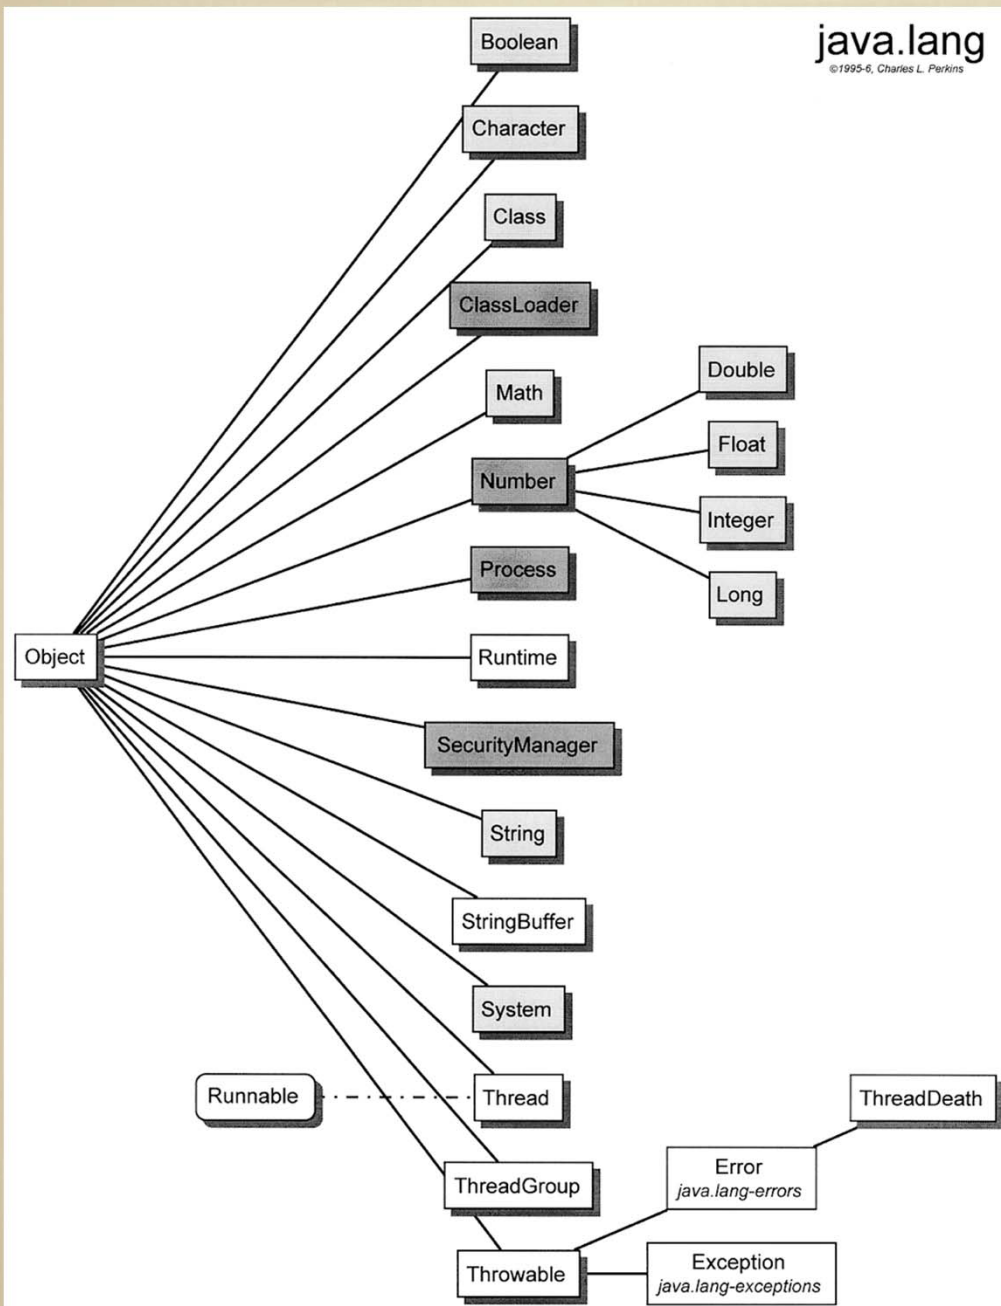 java.lang
©1995-6, Charles L. Perkins
Boolean
Character
Class
ClassLoader
Math
Double
Float
Number
Integer
Process
Long
Object
Runtime
SecurityManager
String
StringBuffer
System
Runnable
Thread
ThreadDeath
ThreadGroup
Error
java.lang-errors
Throwable
Exception
java.lang-exceptions